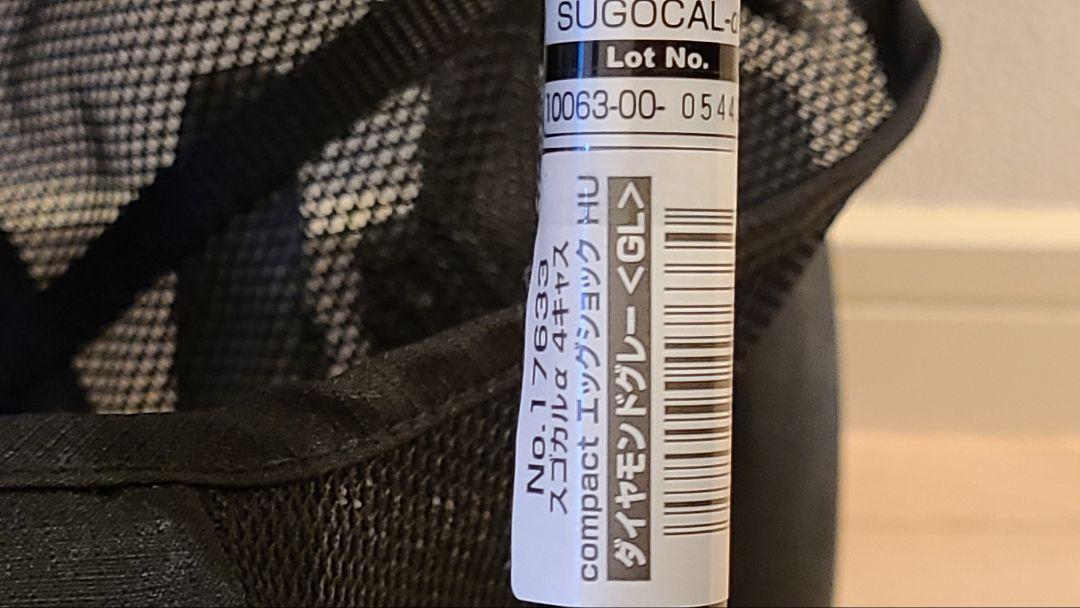 SUGOCAL-α
Lot No.
10063-00- 0544
No.17633
スゴカルα 4キャス
compact エッグショック HU
ダイヤモンドグレー <GL>